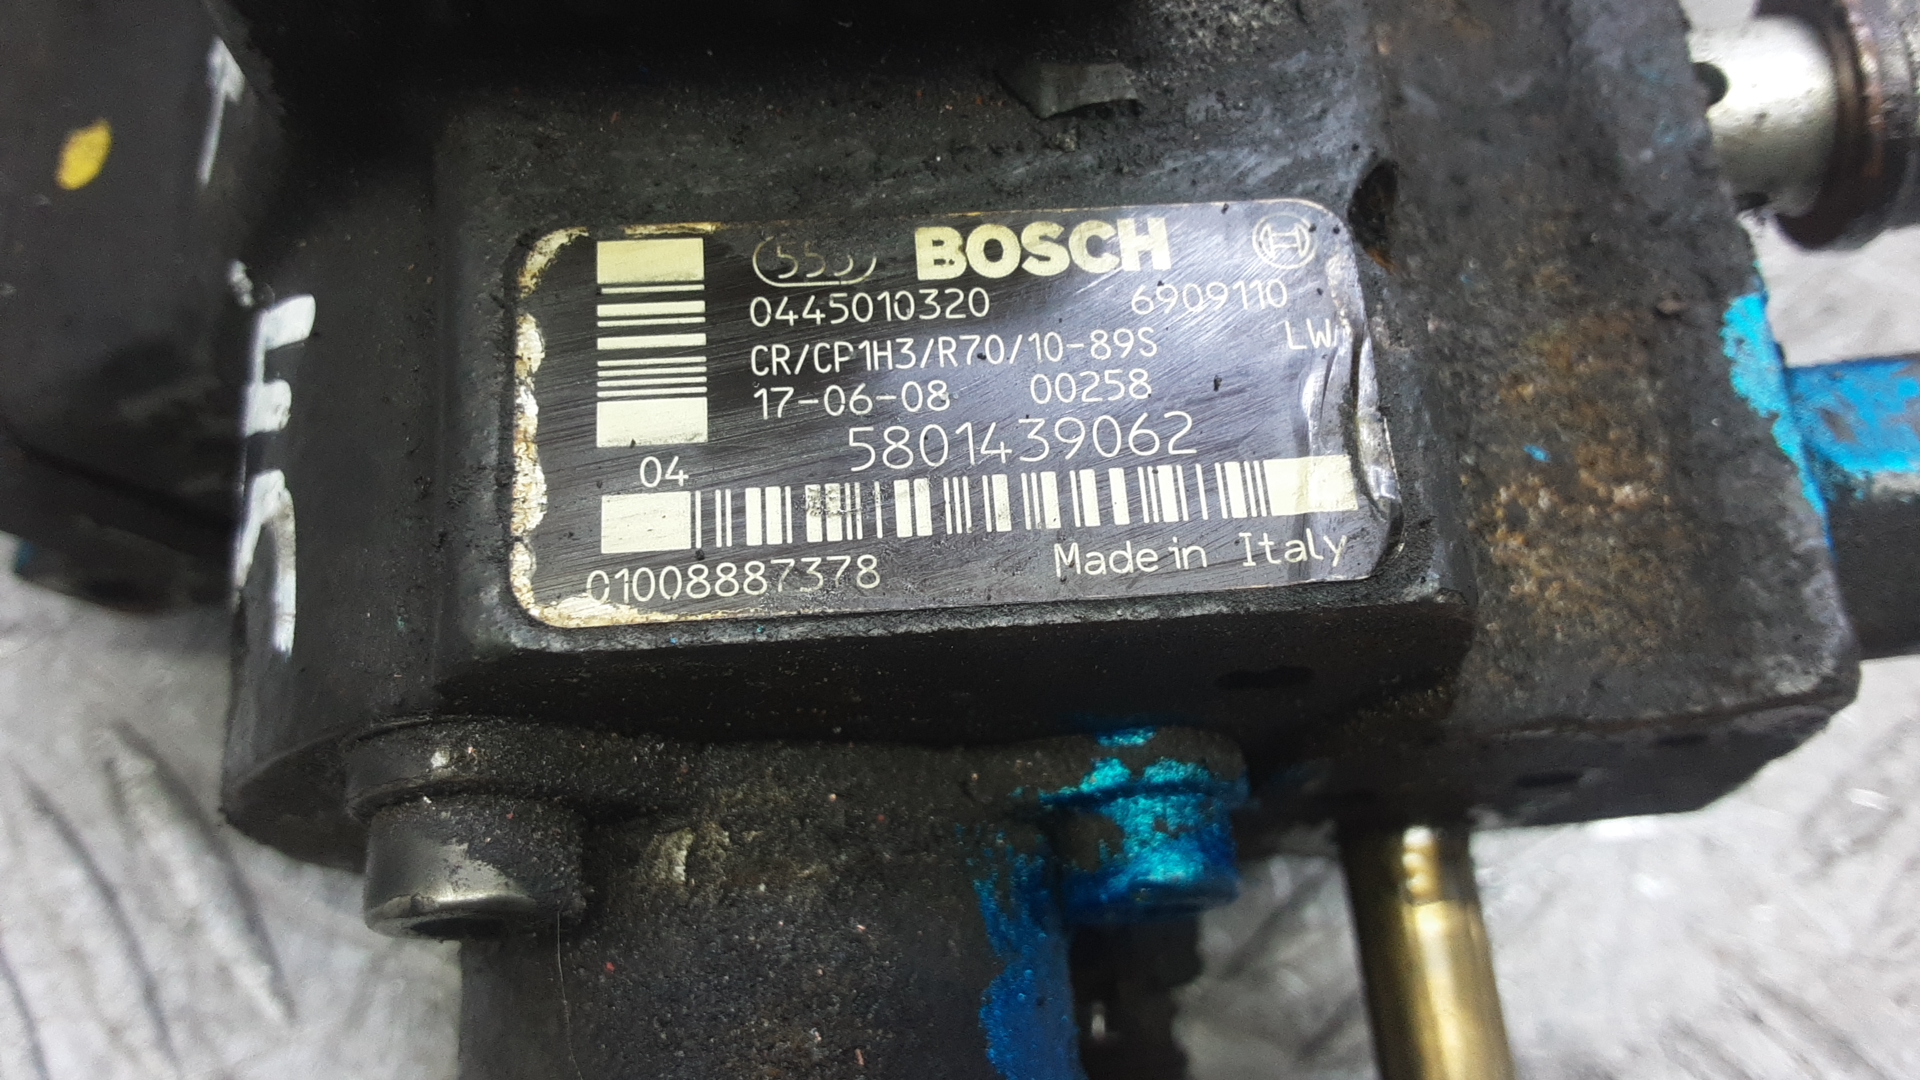 555 BOSCH
0445010320 6909110
CR/CP1H3/R70/10-89S LW
17-06-08 00258
5801439062
04
01008887378 Made in Italy